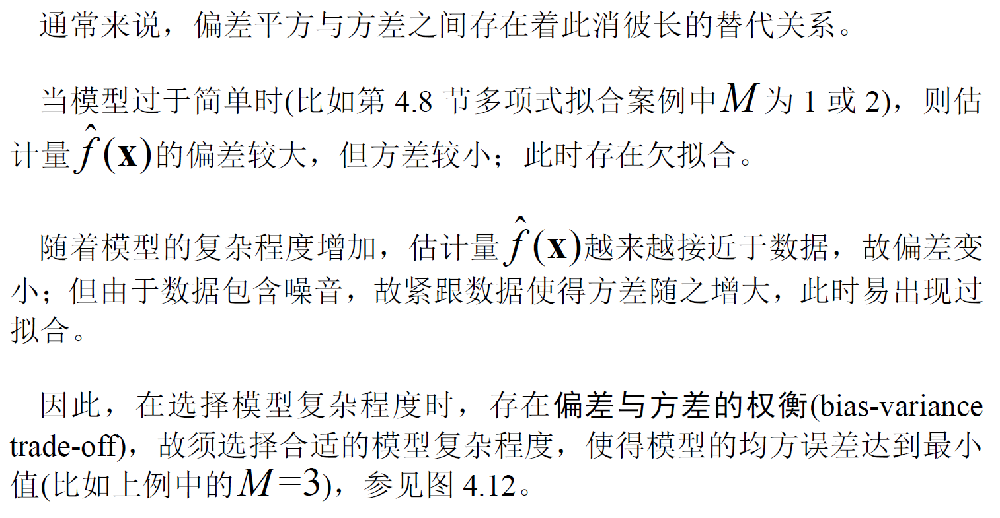 通常来说，偏差平方与方差之间存在着此消彼长的替代关系。
当模型过于简单时(比如第 4.8 节多项式拟合案例中M为 1 或 2)，则估
计量f̂(x)的偏差较大，但方差较小；此时存在欠拟合。
随着模型的复杂程度增加，估计量f̂(x)越来越接近于数据，故偏差变
小；但由于数据包含噪音，故紧跟数据使得方差随之增大，此时易出现过
拟合。
因此，在选择模型复杂程度时，存在偏差与方差的权衡(bias-variance
trade-off)，故须选择合适的模型复杂程度，使得模型的均方误差达到最小
值(比如上例中的M=3)，参见图 4.12。